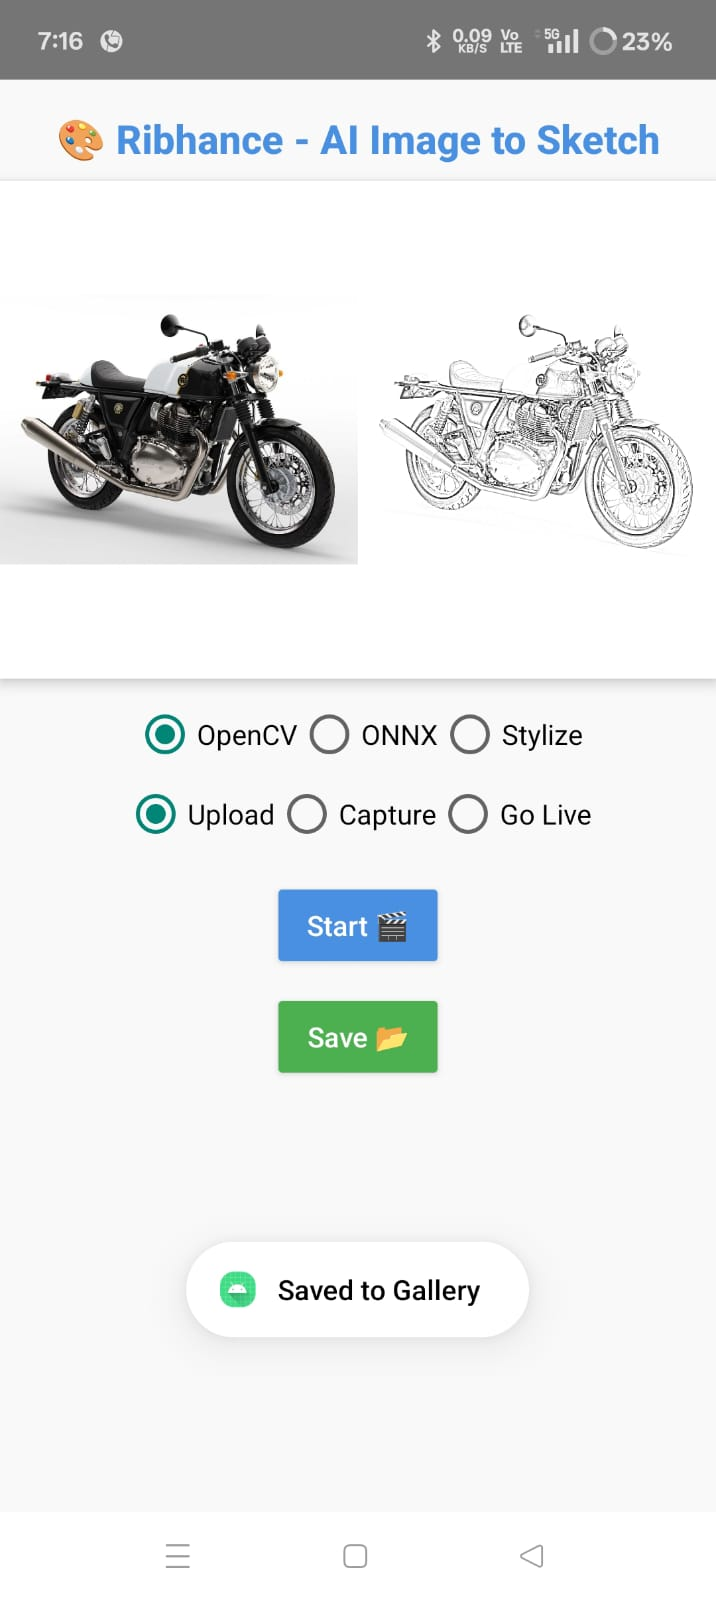 7:16 0.09 KB/S Vo LTE 5G 23%
🎨 Ribhance - AI Image to Sketch
OpenCV ONNX Stylize
Upload Capture Go Live
Start 🎬
Save 📂
Saved to Gallery